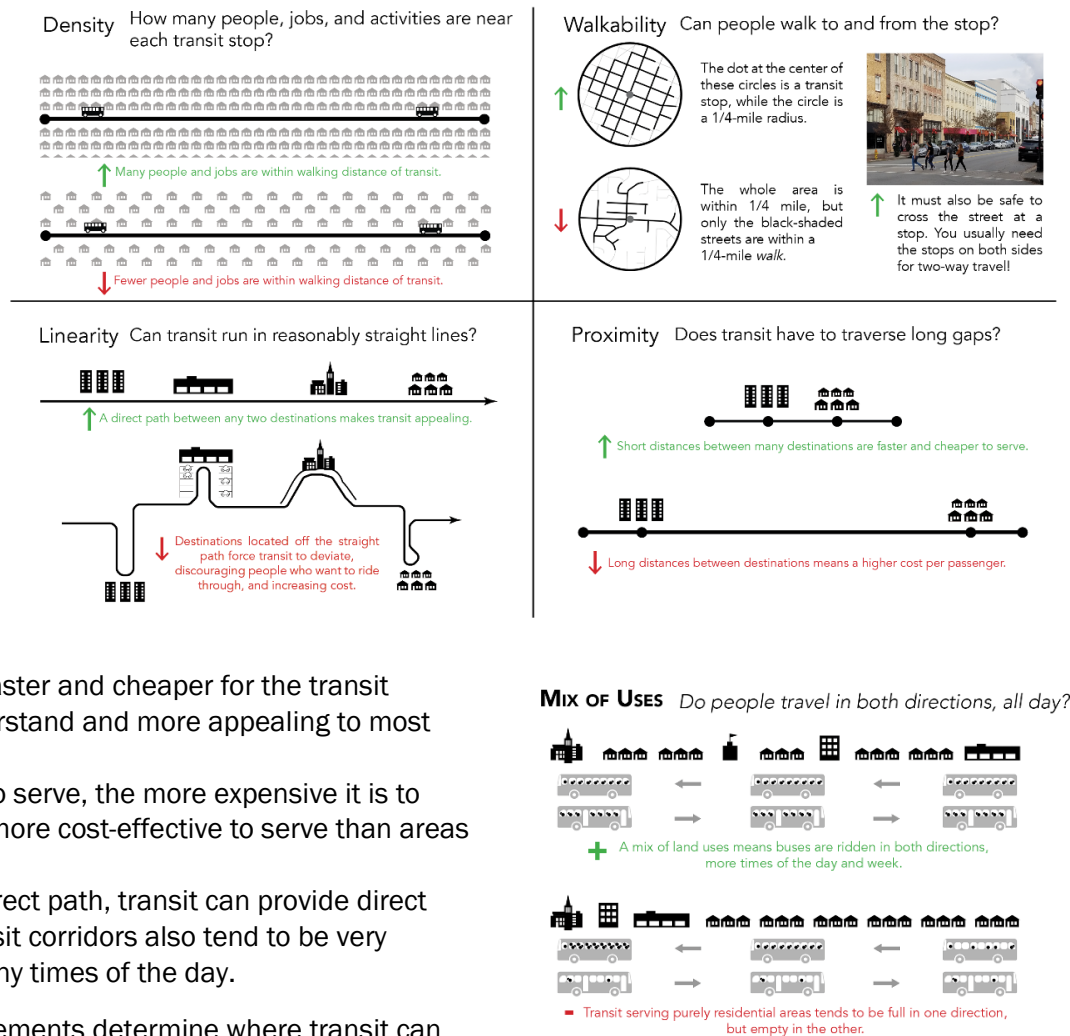 Density
How many people, jobs, and activities are near
each transit stop?
Many people and jobs are within walking distance of transit.
Fewer people and jobs are within walking distance of transit.
Walkability
Can people walk to and from the stop?
The dot at the center of
these circles is a transit
stop, while the circle is
a 1/4-mile radius.
The whole area is
within 1/4 mile, but
only the black-shaded
streets are within a
1/4-mile walk.
It must also be safe to
cross the street at a
stop. You usually need
the stops on both sides
for two-way travel!
Linearity
Can transit run in reasonably straight lines?
A direct path between any two destinations makes transit appealing.
Destinations located off the straight
path force transit to deviate,
discouraging people who want to ride
through, and increasing cost.
Proximity
Does transit have to traverse long gaps?
Short distances between many destinations are faster and cheaper to serve.
Long distances between destinations means a higher cost per passenger.
aster and cheaper for the transit
erstand and more appealing to most
o serve, the more expensive it is to
more cost-effective to serve than areas
rect path, transit can provide direct
sit corridors also tend to be very
ny times of the day.
ements determine where transit can
MIX OF USES
Do people travel in both directions, all day?
+ A mix of land uses means buses are ridden in both directions,
more times of the day and week.
- Transit serving purely residential areas tends to be full in one direction,
but empty in the other.